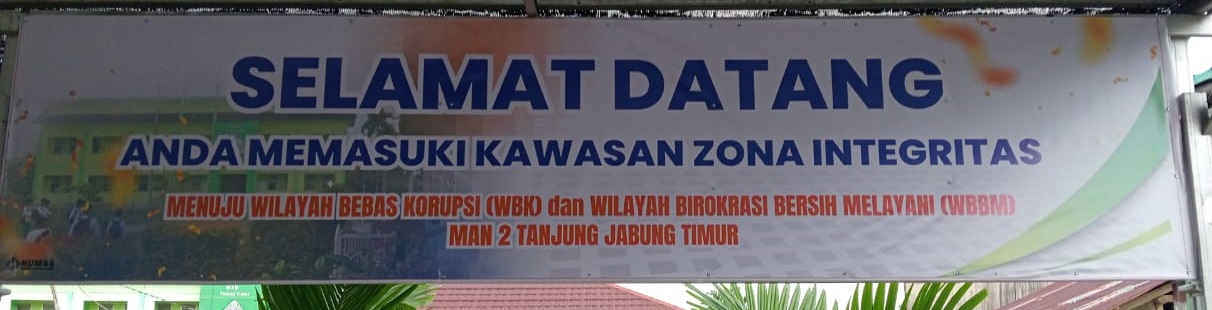 SELAMAT DATANG
ANDA MEMASUKI KAWASAN ZONA INTEGRITAS
MENUJU WILAYAH BEBAS KORUPSI (WBK) dan WILAYAH BIROKRASI BERSIH MELAYANI (WBBM)
MAN 2 TANJUNG JABUNG TIMUR
HUMAS